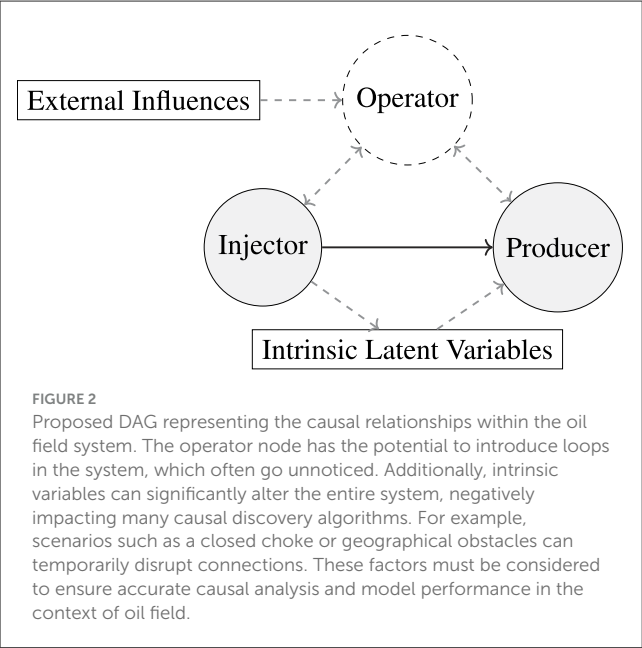 External Influences
Operator
Injector
Producer
Intrinsic Latent Variables
FIGURE 2
Proposed DAG representing the causal relationships within the oil
field system. The operator node has the potential to introduce loops
in the system, which often go unnoticed. Additionally, intrinsic
variables can significantly alter the entire system, negatively
impacting many causal discovery algorithms. For example,
scenarios such as a closed choke or geographical obstacles can
temporarily disrupt connections. These factors must be considered
to ensure accurate causal analysis and model performance in the
context of oil field.